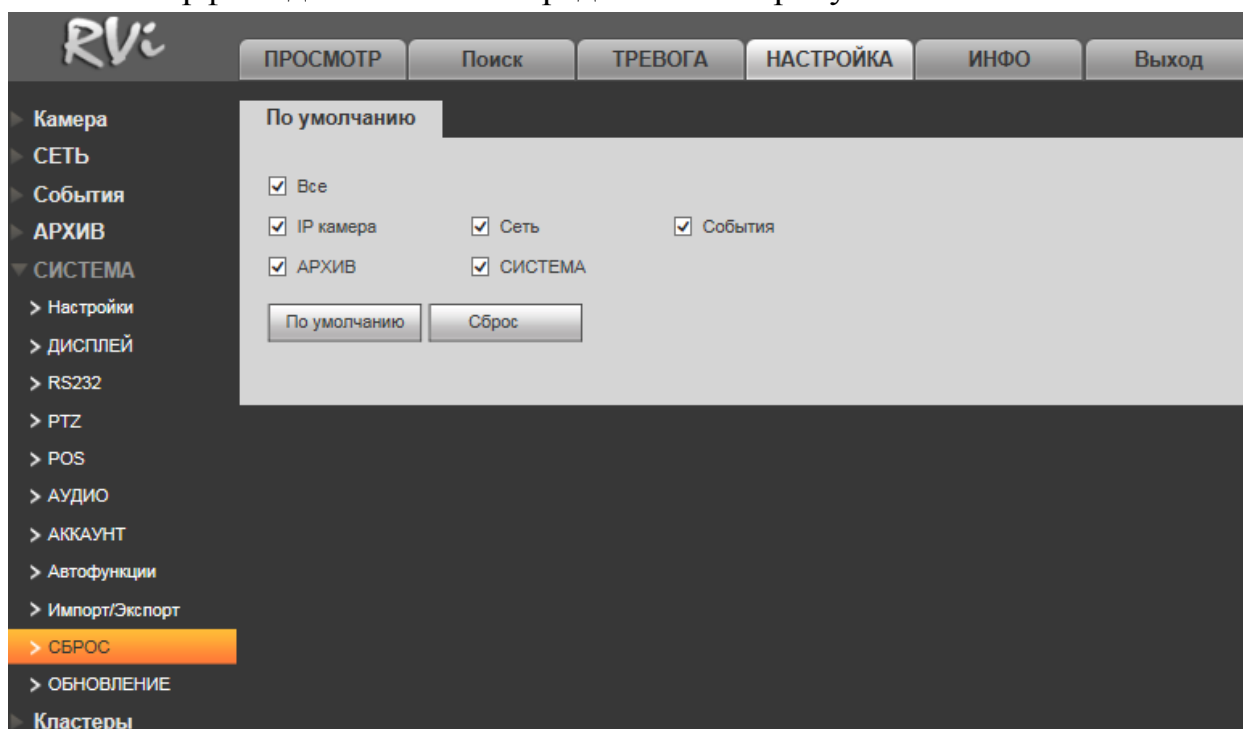 RVi
ПРОСМОТР Поиск ТРЕВОГА НАСТРОЙКА ИНФО Выход
Камера
СЕТЬ
События
АРХИВ
СИСТЕМА
> Настройки
> ДИСПЛЕЙ
> RS232
> PTZ
> POS
> АУДИО
> АККАУНТ
> Автофункции
> Импорт/Экспорт
> СБРОС
> ОБНОВЛЕНИЕ
Кластеры
По умолчанию
Все
IP камера Сеть События
АРХИВ СИСТЕМА
По умолчанию Сброс